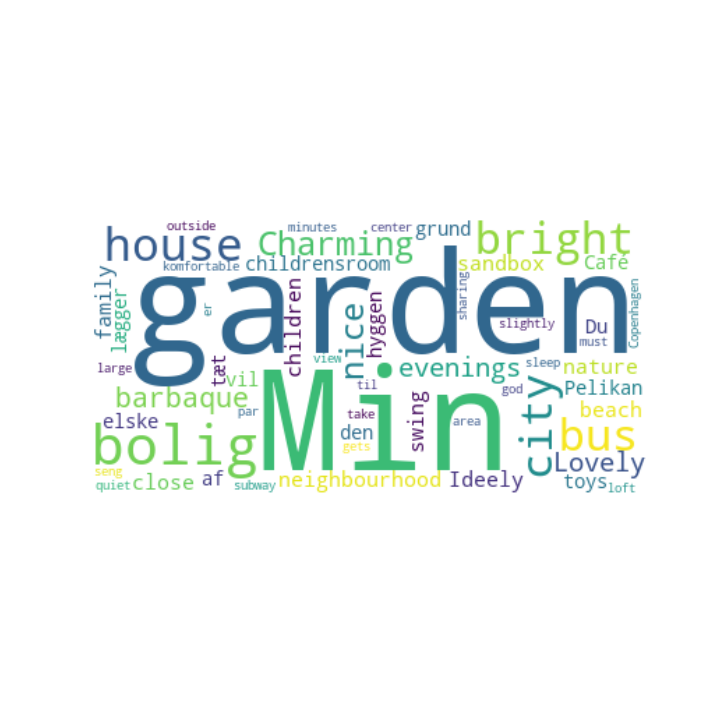 outside minutes center grund
house Charming bright
komfortable childrensroom sandbox Café
garden
family lægger er children nice hyggen sharing slightly Du must Copenhagen
large tæt view evenings sleep nature
Min
vil til god city Pelikan
barbaque par take swing area beach
elske den bus
bolig gets Lovely
seng close af neighbourhood Ideely toys
quiet subway loft